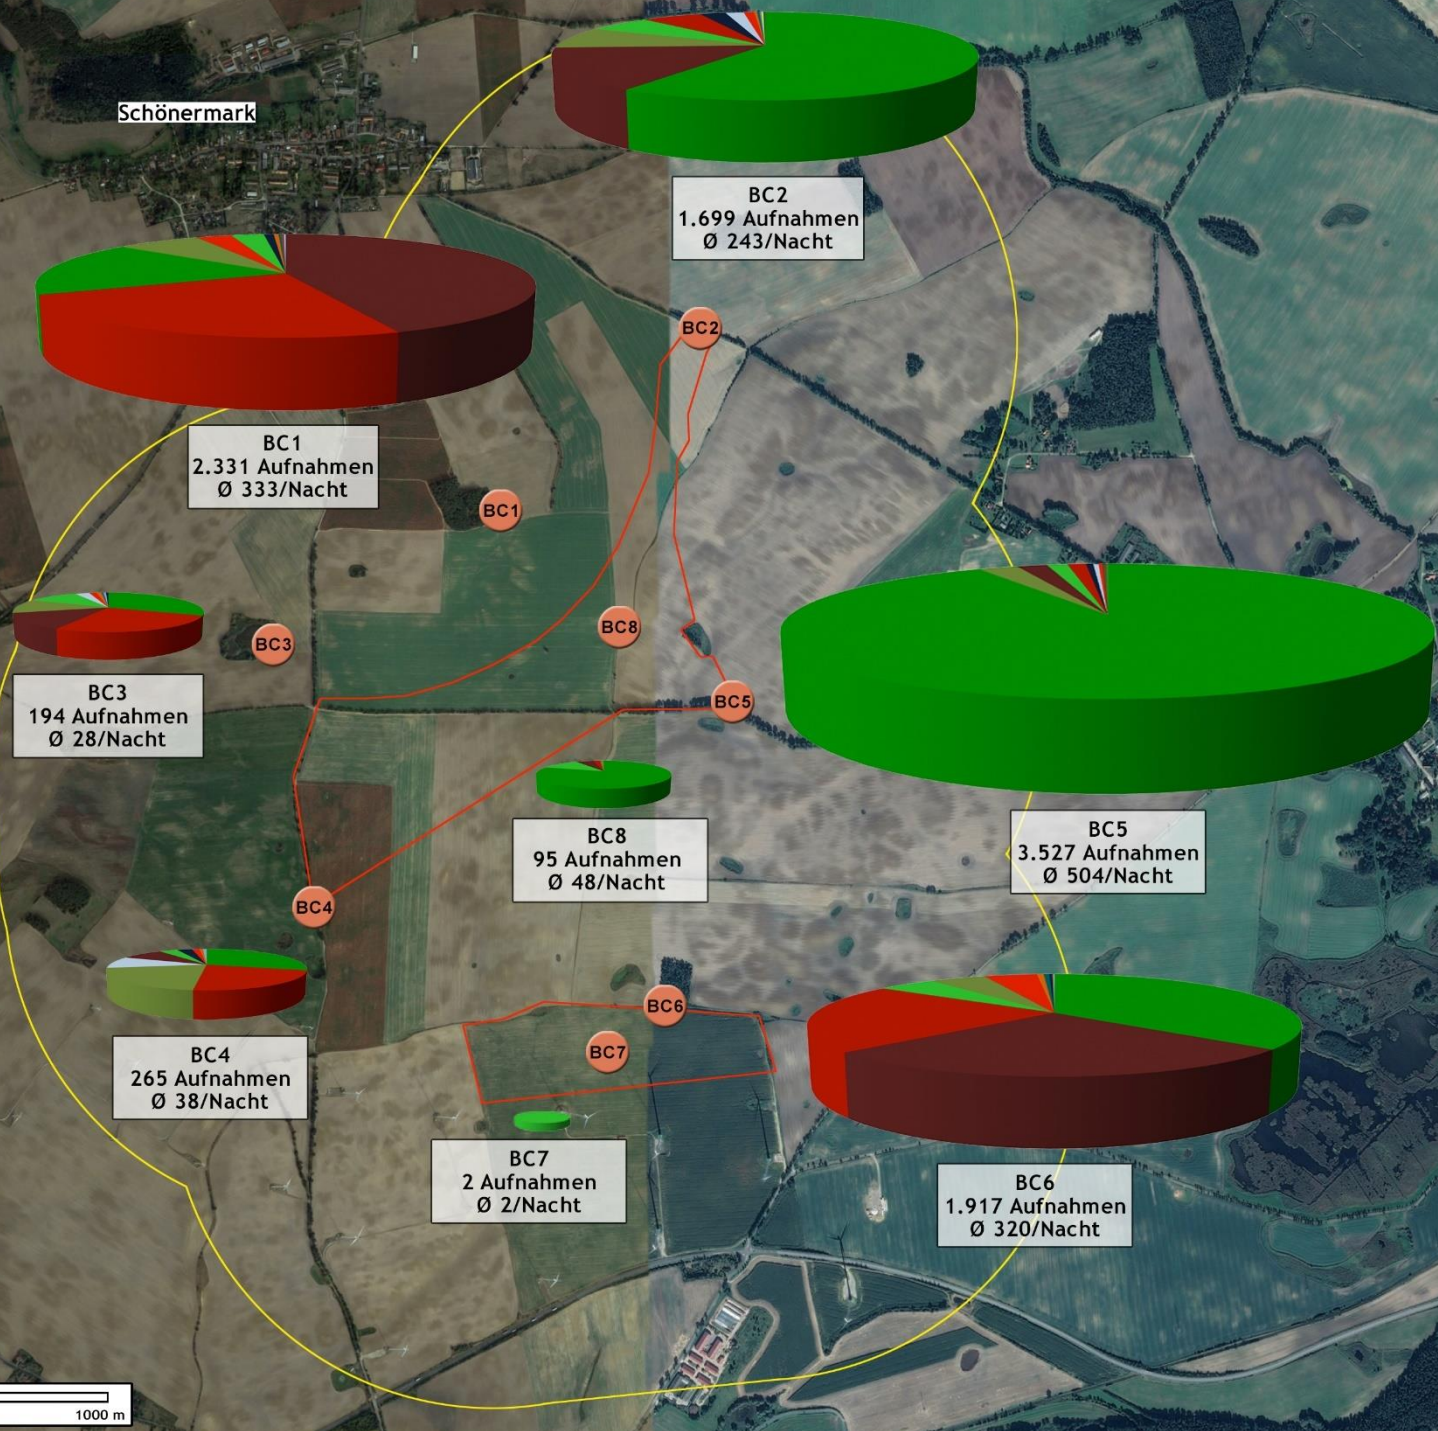 Schönermark
BC2
1.699 Aufnahmen
Ø 243/Nacht
BC2
BC1
2.331 Aufnahmen
Ø 333/Nacht
BC1
BC3
BC8
BC3
194 Aufnahmen
Ø 28/Nacht
BC5
BC8
95 Aufnahmen
Ø 48/Nacht
BC5
3.527 Aufnahmen
Ø 504/Nacht
BC4
BC6
BC7
BC4
265 Aufnahmen
Ø 38/Nacht
BC7
2 Aufnahmen
Ø 2/Nacht
BC6
1.917 Aufnahmen
Ø 320/Nacht
1000 m